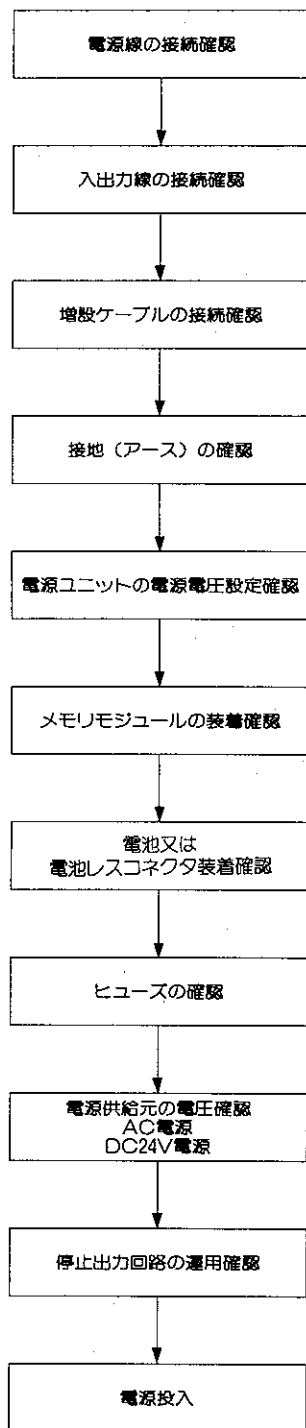 電源線の接続確認
入出力線の接続確認
増設ケーブルの接続確認
接地（アース）の確認
電源ユニットの電源電圧設定確認
メモリモジュールの装着確認
電池又は
電池レスコネクタ装着確認
ヒューズの確認
電源供給元の電圧確認
AC電源
DC24V電源
停止出力回路の運用確認
電源投入